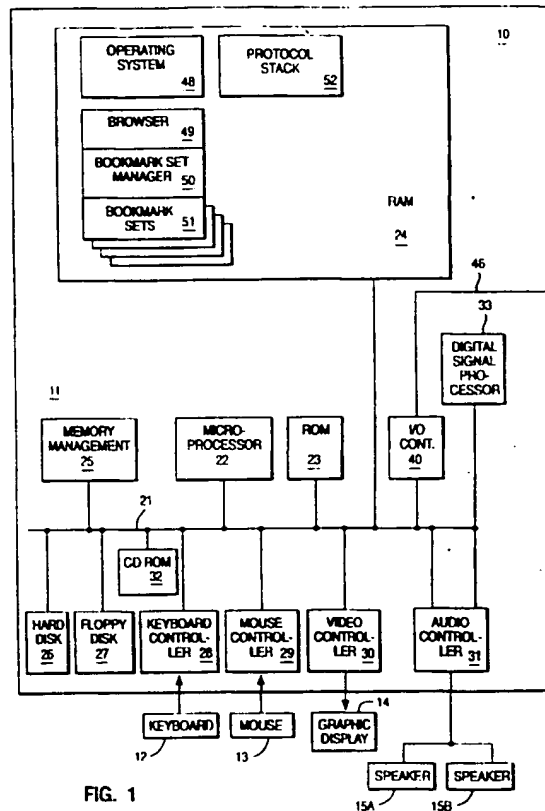 10
OPERATING
SYSTEM
48
PROTOCOL
STACK
52
BROWSER
49
BOOKMARK SET
MANAGER
50
BOOKMARK
SETS
51
RAM
24
46
33
DIGITAL
SIGNAL
PRO-
CESSOR
11
MEMORY
MANAGEMENT
25
MICRO-
PROCESSOR
22
ROM
23
I/O
CONT.
40
21
CD ROM
32
HARD
DISK
26
FLOPPY
DISK
27
KEYBOARD
CONTROL-
LER 28
MOUSE
CONTROL-
LER 29
VIDEO
CONTROL-
LER 30
AUDIO
CONTROL-
LER
31
KEYBOARD
12
MOUSE
13
14
GRAPHIC
DISPLAY
SPEAKER
15A
SPEAKER
15B
FIG. 1